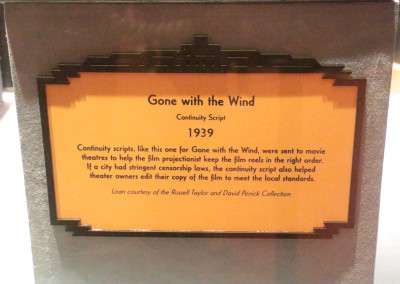 Gone with the Wind
Continuity Script
1939
Continuity scripts, like this one for Gone with the Wind, were sent to movie
theatres to help the film projectionist keep the film reels in the right order.
If a city had stringent censorship laws, the continuity script also helped
theater owners edit their copy of the film to meet the local standards.
Loan courtesy of the Russell Taylor and David Petrick Collection